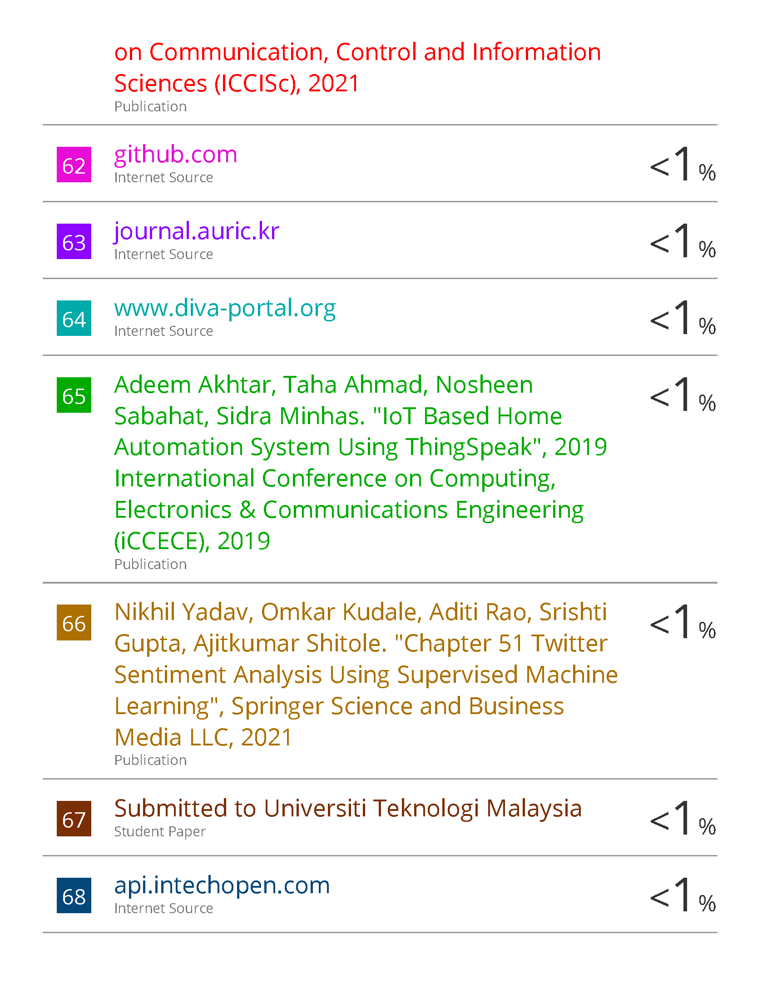 on Communication, Control and Information
Sciences (ICCISc), 2021
Publication
62
github.com
Internet Source
<1%
63
journal.auric.kr
Internet Source
<1%
64
www.diva-portal.org
Internet Source
<1%
65
Adeem Akhtar, Taha Ahmad, Nosheen
Sabahat, Sidra Minhas. "IoT Based Home
Automation System Using ThingSpeak", 2019
International Conference on Computing,
Electronics & Communications Engineering
(iCCECE), 2019
Publication
<1%
66
Nikhil Yadav, Omkar Kudale, Aditi Rao, Srishti
Gupta, Ajitkumar Shitole. "Chapter 51 Twitter
Sentiment Analysis Using Supervised Machine
Learning", Springer Science and Business
Media LLC, 2021
Publication
<1%
67
Submitted to Universiti Teknologi Malaysia
Student Paper
<1%
68
api.intechopen.com
Internet Source
<1%